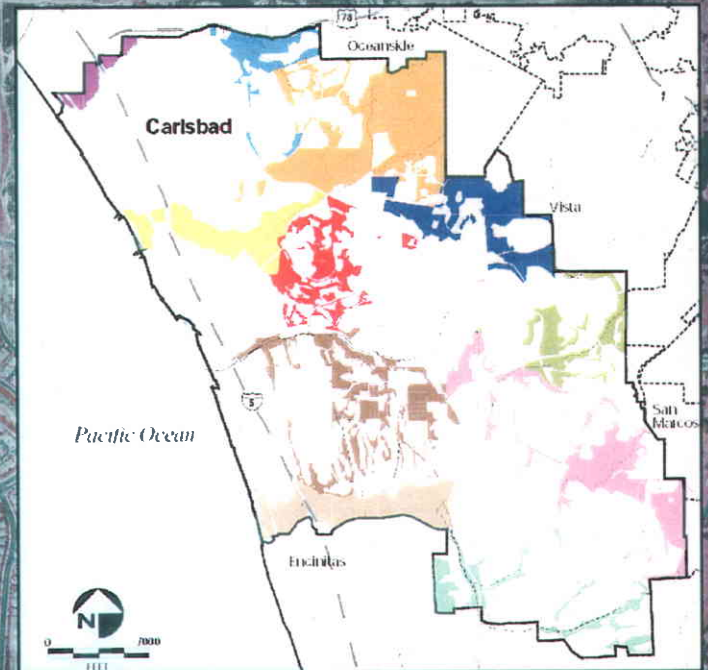 78
Oceanside
Carlsbad
Vista
5
San
Marcos
Pacific Ocean
Encinitas
N
0 7000
FEET